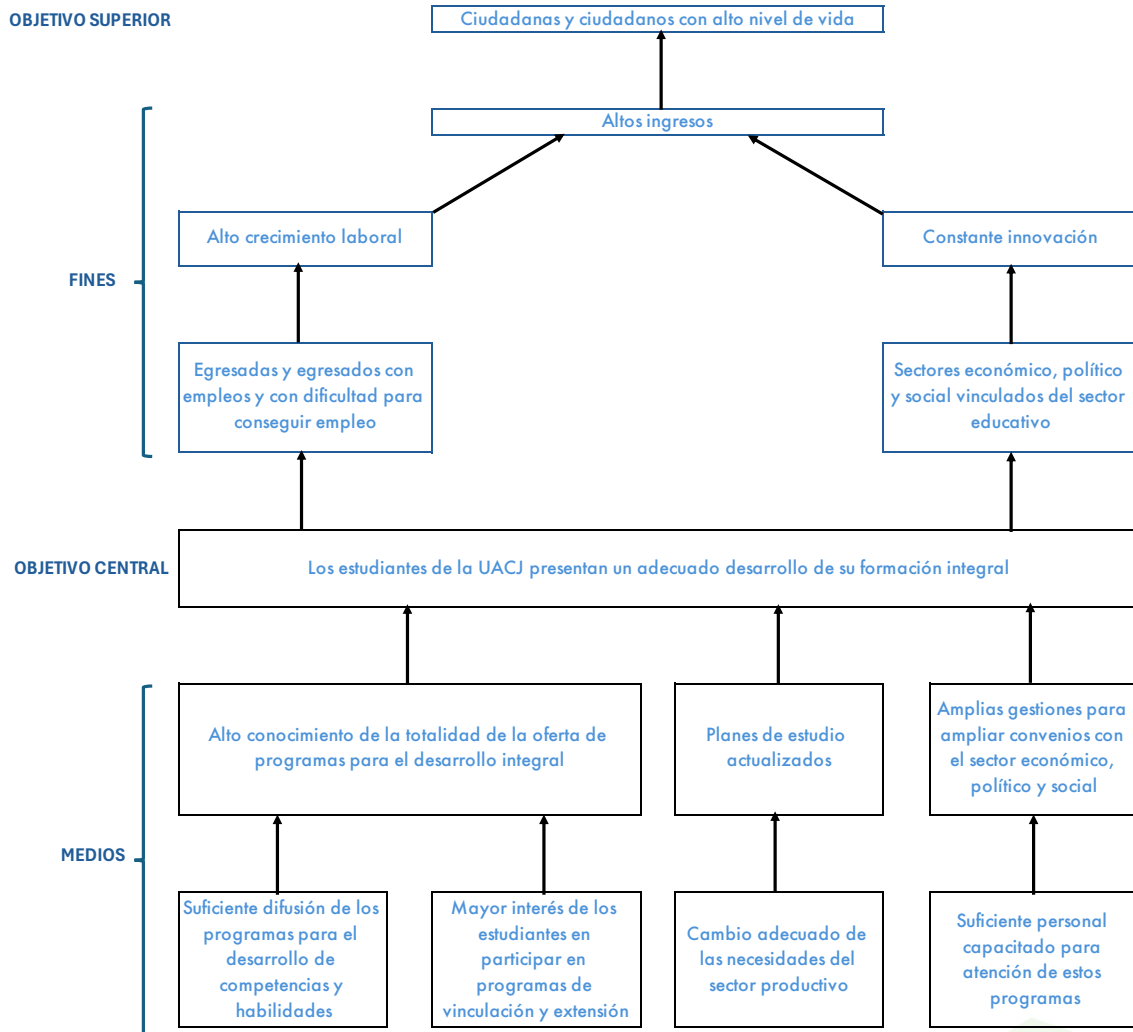 OBJETIVO SUPERIOR
Ciudadanas y ciudadanos con alto nivel de vida
Altos ingresos
Alto crecimiento laboral
Constante innovación
FINES
Egresadas y egresados con
empleos y con dificultad para
conseguir empleo
Sectores económico, político
y social vinculados del sector
educativo
OBJETIVO CENTRAL
Los estudiantes de la UACJ presentan un adecuado desarrollo de su formación integral
Alto conocimiento de la totalidad de la oferta de
programas para el desarrollo integral
Planes de estudio
actualizados
Amplias gestiones para
ampliar convenios con
el sector económico,
político y social
MEDIOS
Suficiente difusión de los
programas para el
desarrollo de
competencias y
habilidades
Mayor interés de los
estudiantes en
participar en
programas de
vinculación y extensión
Cambio adecuado de
las necesidades del
sector productivo
Suficiente personal
capacitado para
atención de estos
programas